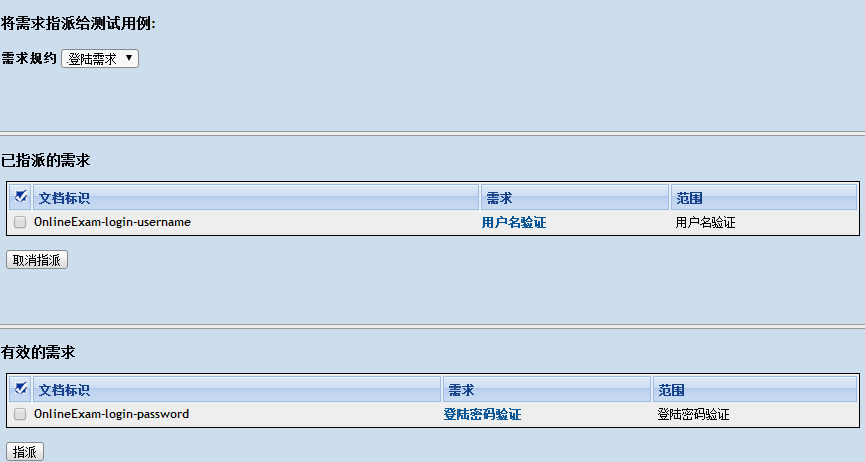 将需求指派给测试用例:
需求规约 登陆需求
已指派的需求
文档标识 需求 范围
OnlineExam-login-username 用户名验证 用户名验证
取消指派
有效的需求
文档标识 需求 范围
OnlineExam-login-password 登陆密码验证 登陆密码验证
指派